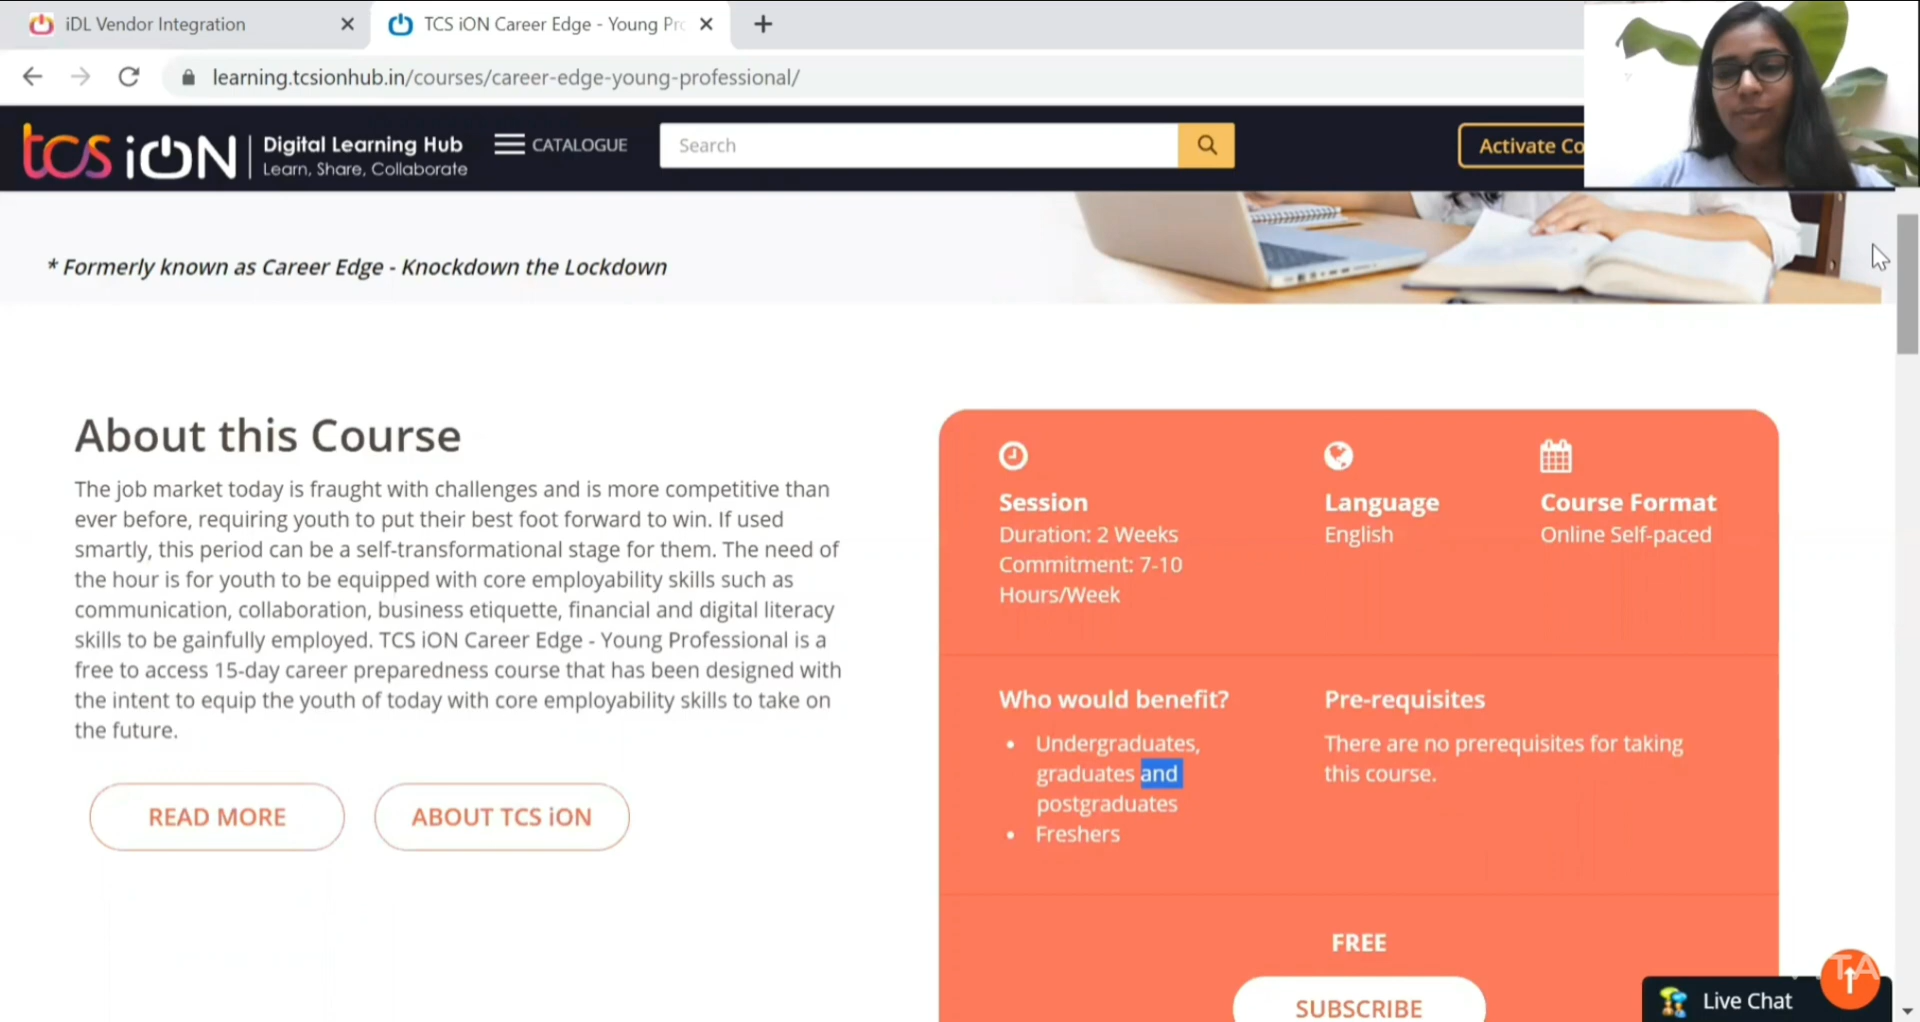 iDL Vendor Integration
TCS iON Career Edge - Young Pro
learning.tcsionhub.in/courses/career-edge-young-professional/
tcs iON
Digital Learning Hub
Learn, Share, Collaborate
CATALOGUE
Search
Activate Co
* Formerly known as Career Edge - Knockdown the Lockdown
About this Course
The job market today is fraught with challenges and is more competitive than
ever before, requiring youth to put their best foot forward to win. If used
smartly, this period can be a self-transformational stage for them. The need of
the hour is for youth to be equipped with core employability skills such as
communication, collaboration, business etiquette, financial and digital literacy
skills to be gainfully employed. TCS iON Career Edge - Young Professional is a
free to access 15-day career preparedness course that has been designed with
the intent to equip the youth of today with core employability skills to take on
the future.
READ MORE
ABOUT TCS iON
Session
Duration: 2 Weeks
Commitment: 7-10
Hours/Week
Language
English
Course Format
Online Self-paced
Who would benefit?
• Undergraduates,
graduates and
postgraduates
• Freshers
Pre-requisites
There are no prerequisites for taking
this course.
FREE
SUBSCRIBE
Live Chat